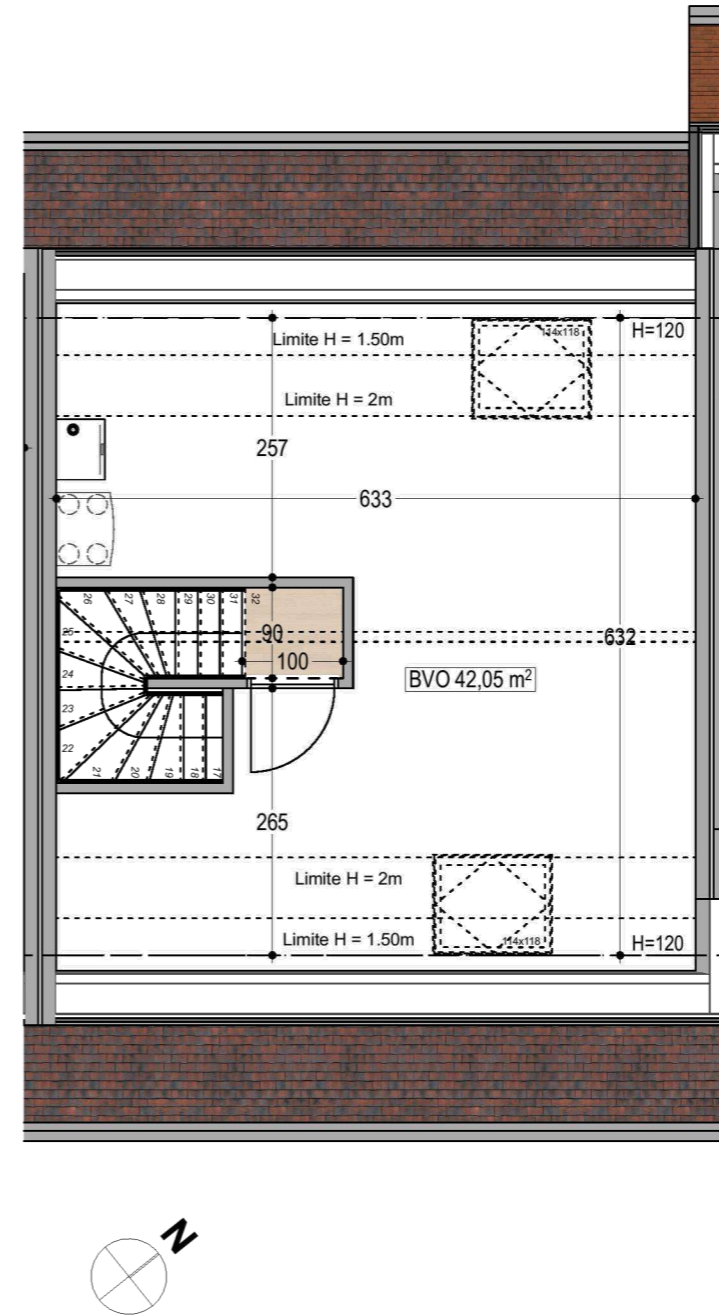 114x118
H=120
Limite H = 1.50m
Limite H = 2m
257
633
26
27
28
29
30
31
32
25
90
632
100
24
BVO 42,05 m²
23
22
21
20
19
18
17
265
Limite H = 2m
Limite H = 1.50m
114x118
H=120
N